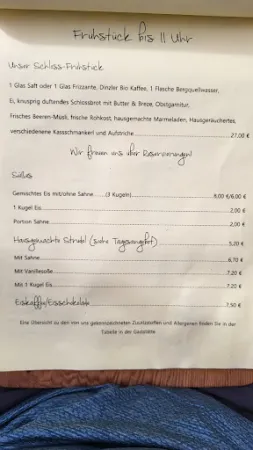 Frühstück bis 11 Uhr
Unser Schloss-Frühstück
1 Glas Saft oder 1 Glas Frizzante, Dinzler Bio Kaffee, 1 Flasche Bergquellwasser,
Ei, knusprig duftendes Schlossbrot mit Butter & Breze, Obstgarnitur,
Frisches Beeren-Müsli, frische Rohkost, hausgemachte Marmeladen, Hausgeräuchertes,
verschiedene Kasschmankerl und Aufstriche 27,00 €
Wir freuen uns über Reservierungen!
Süßes
Gemischtes Eis mit/ohne Sahne (3 Kugeln) 8,00 €/6,00 €
1 Kugel Eis 2,00 €
Portion Sahne 2,00 €
Hausgemachte Strudl (siehe Tagesangebot) 5,20 €
Mit Sahne 6,70 €
Mit Vanillesoße 7,20 €
Mit 1 Kugel Eis 7,20 €
Eiskaffee/Eisschokolade 7,50 €
Eine Übersicht zu den von uns gekennzeichneten Zusatzstoffen und Allergenen finden Sie in der
Tabelle in der Gaststätte